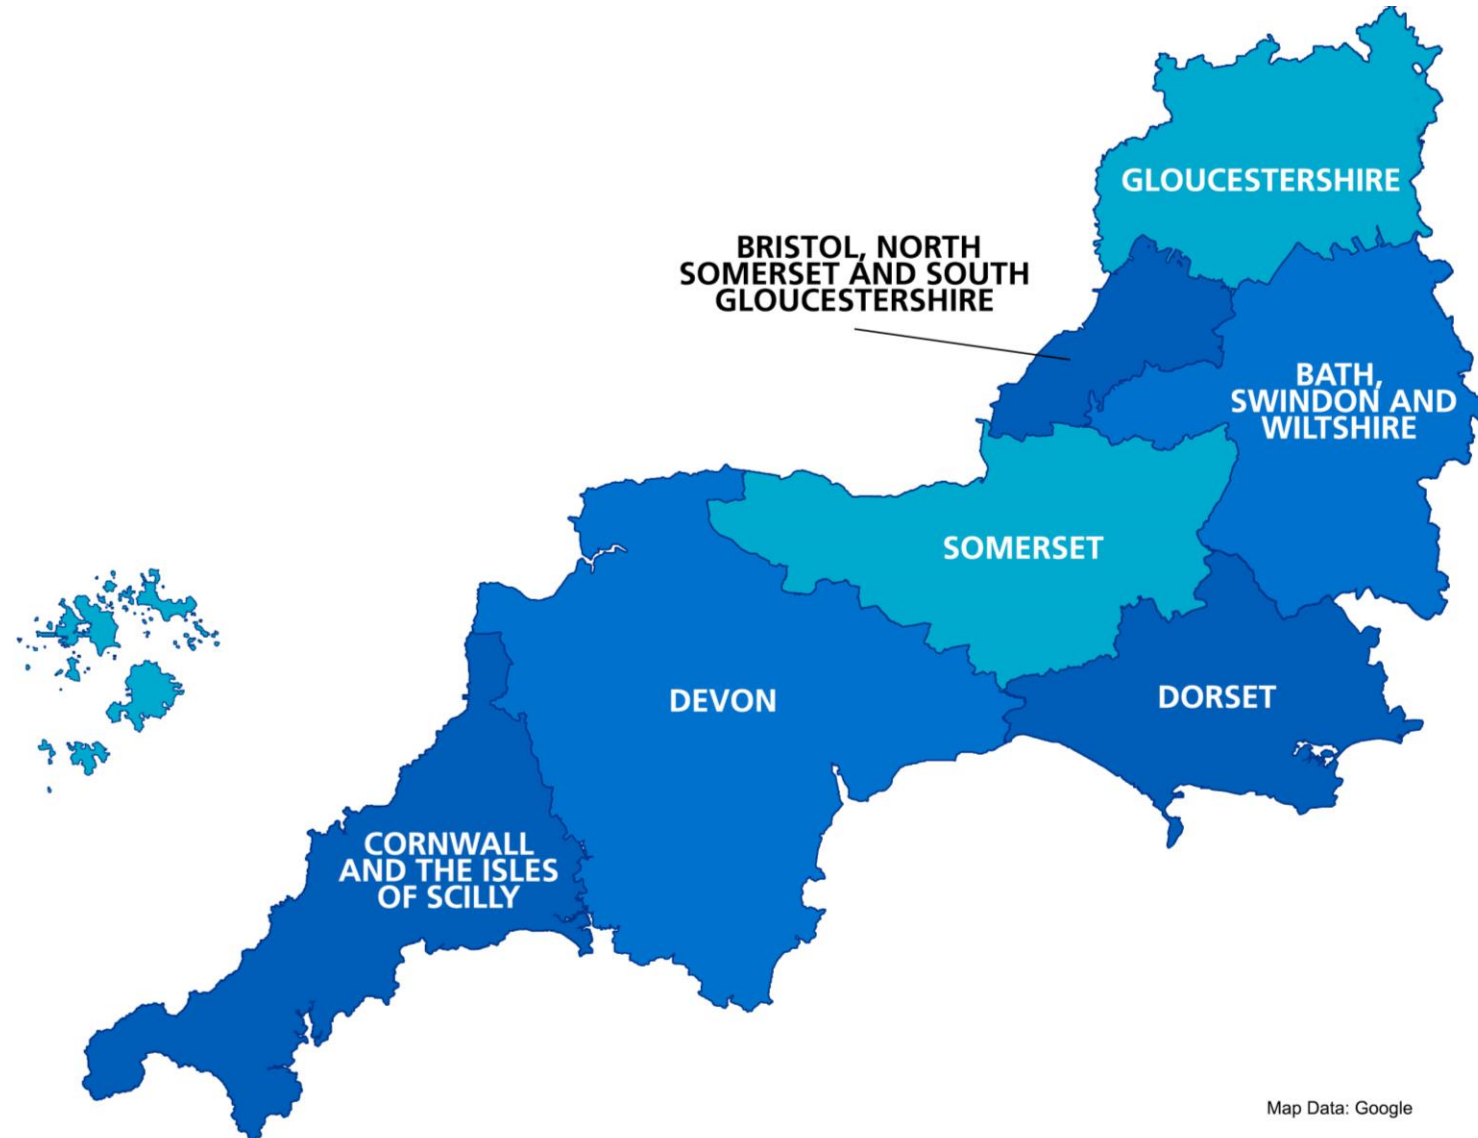 GLOUCESTERSHIRE
BRISTOL, NORTH
SOMERSET AND SOUTH
GLOUCESTERSHIRE
BATH,
SWINDON AND
WILTSHIRE
SOMERSET
DEVON
DORSET
CORNWALL
AND THE ISLES
OF SCILLY
Map Data: Google